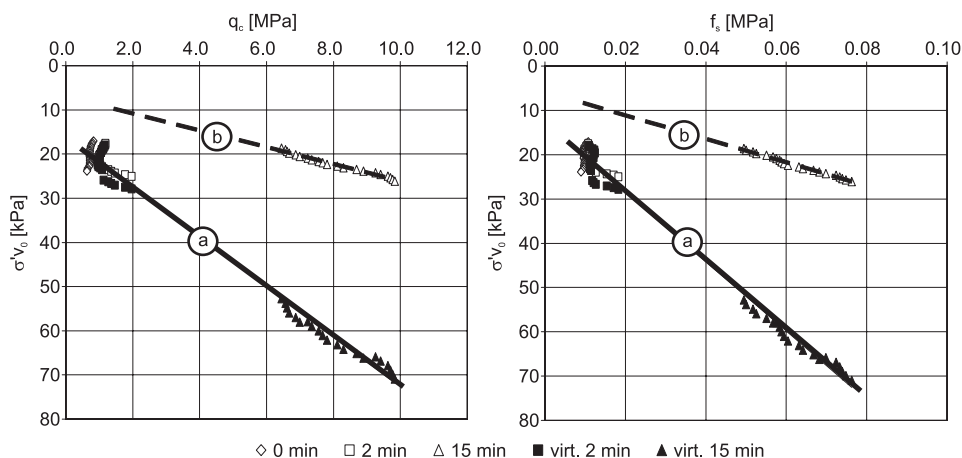 q_c [MPa]
0.0 2.0 4.0 6.0 8.0 10.0 12.0
0
10
20
30
40
50
60
70
80
σ'v₀ [kPa]
b
a
f_s [MPa]
0.00 0.02 0.04 0.06 0.08 0.10
0
10
20
30
40
50
60
70
80
σ'v₀ [kPa]
b
a
◇ 0 min □ 2 min △ 15 min ■ virt. 2 min ▲ virt. 15 min